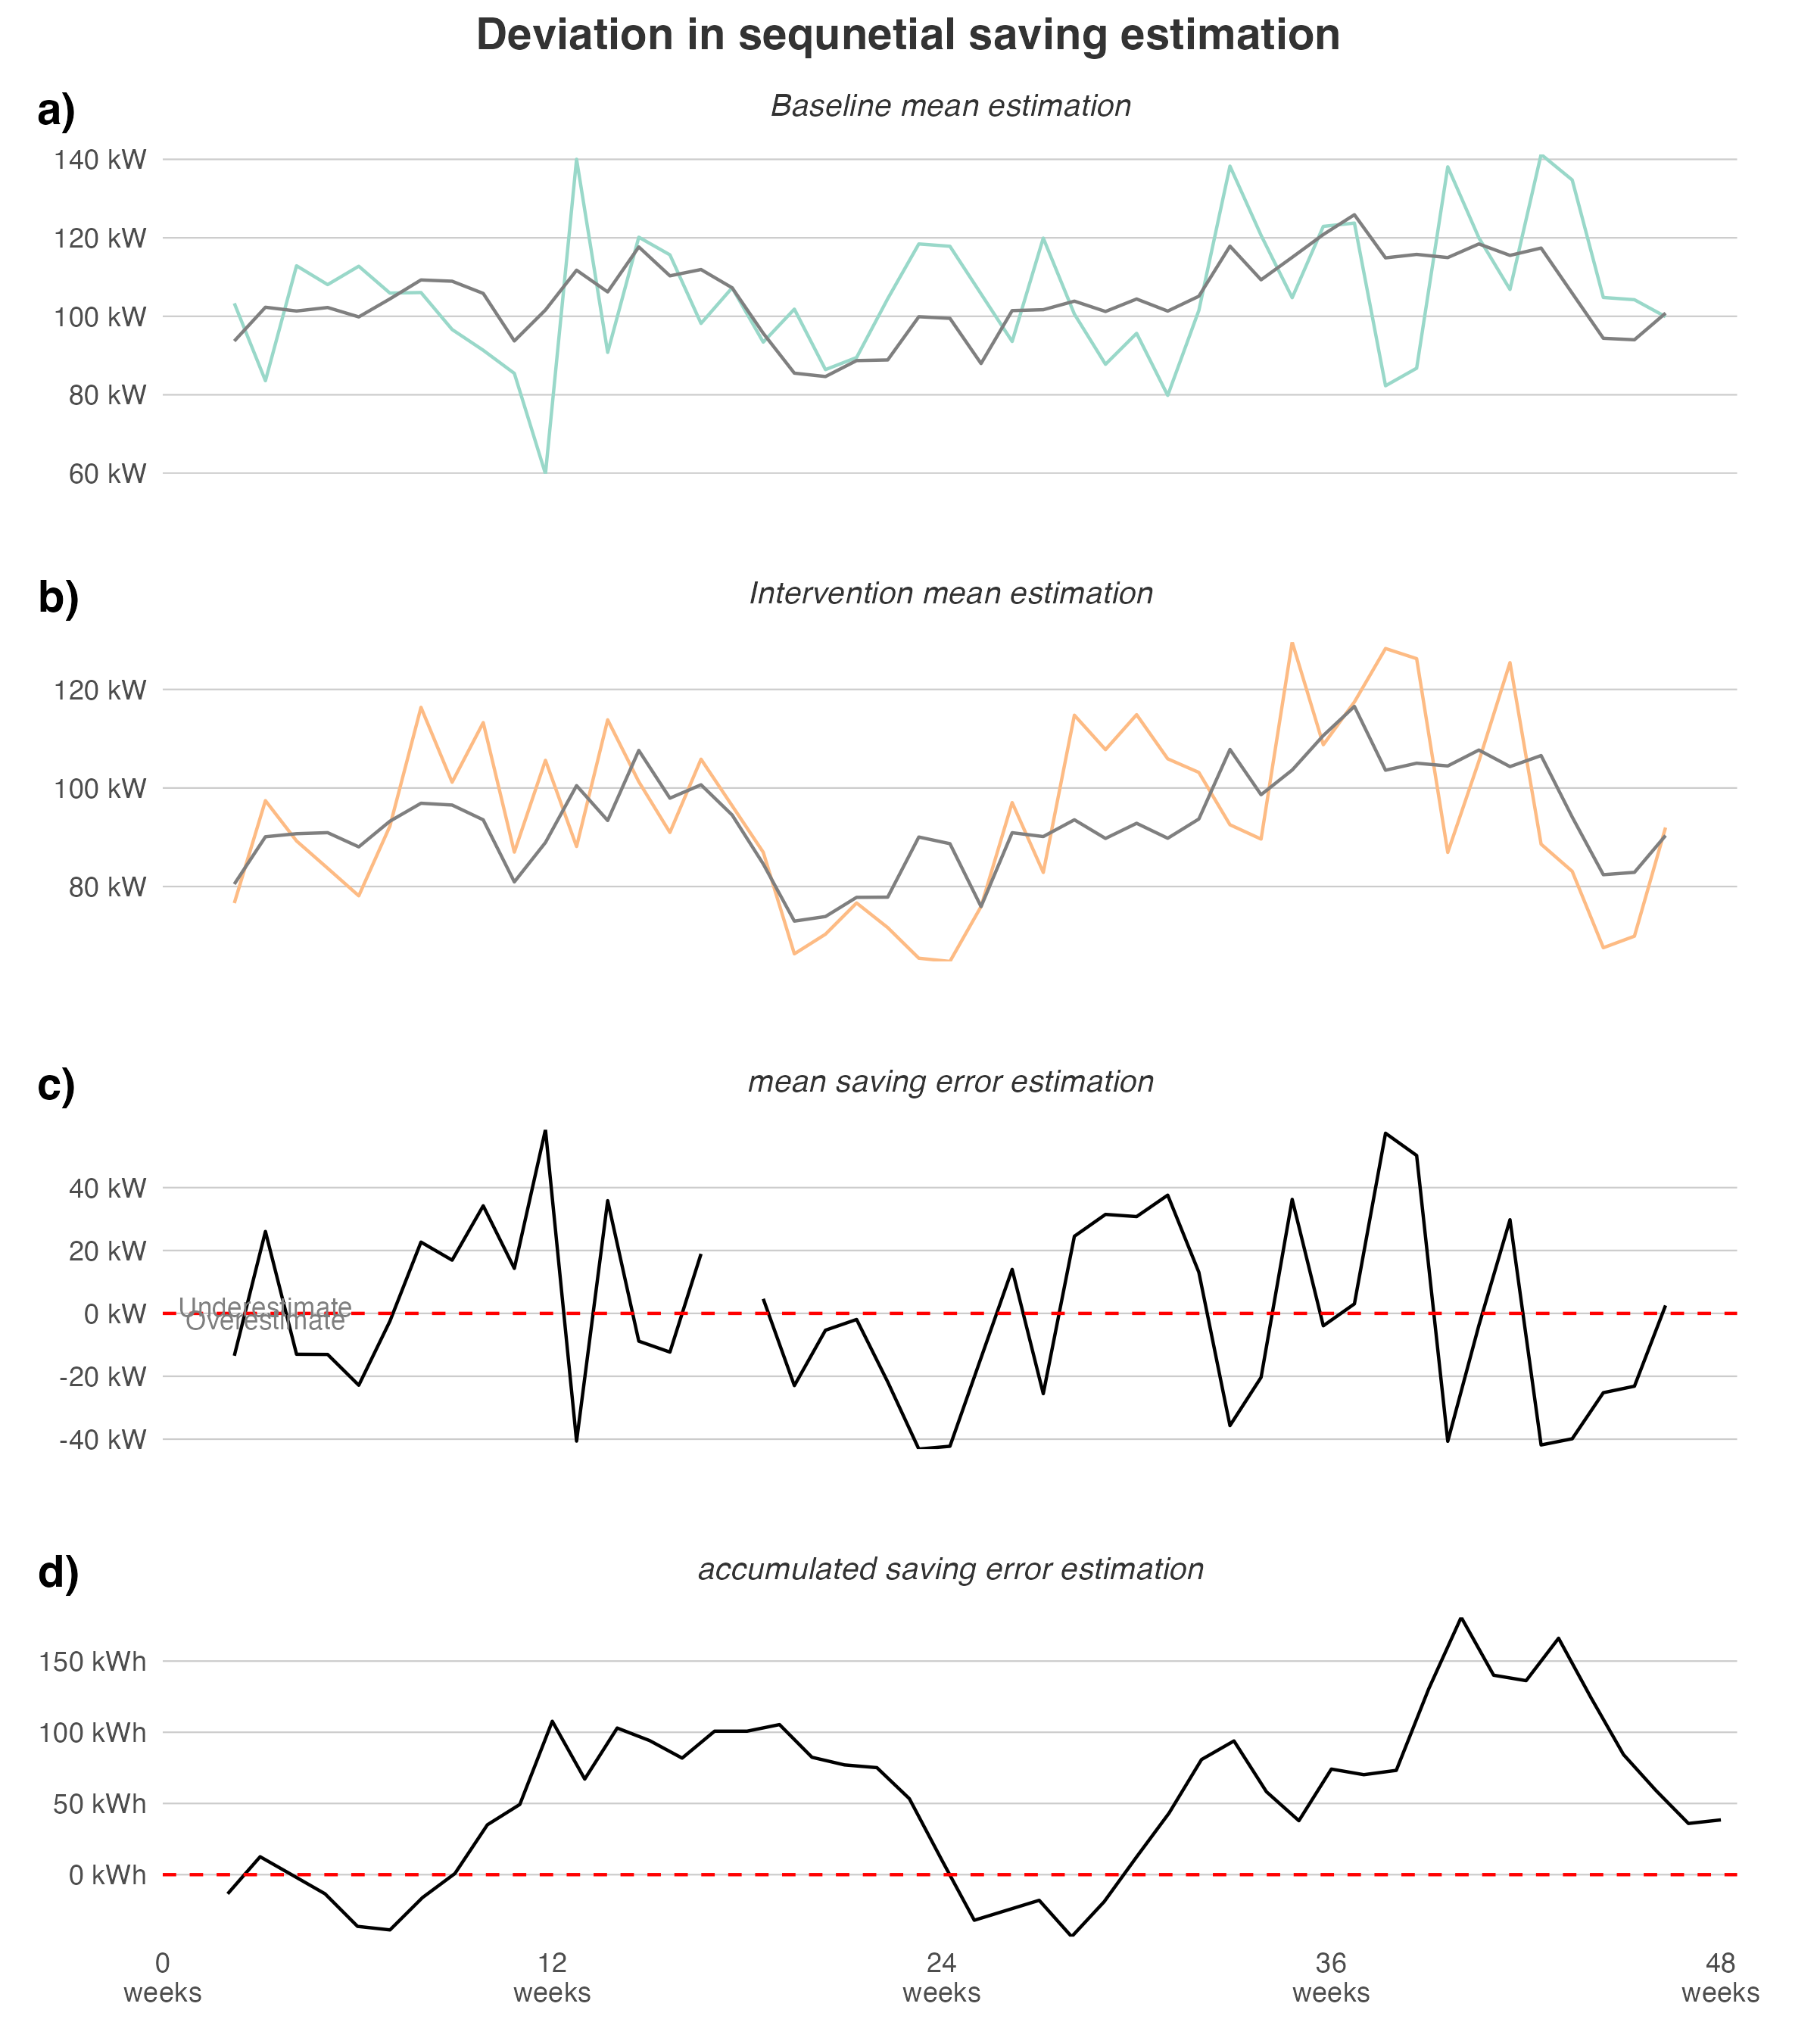 Deviation in sequnetial saving estimation
a)
Baseline mean estimation
140 kW
120 kW
100 kW
80 kW
60 kW
b)
Intervention mean estimation
120 kW
100 kW
80 kW
c)
mean saving error estimation
40 kW
20 kW
Underestimate
0 kW
Overestimate
-20 kW
-40 kW
d)
accumulated saving error estimation
150 kWh
100 kWh
50 kWh
0 kWh
0 12 24 36 48
weeks weeks weeks weeks weeks